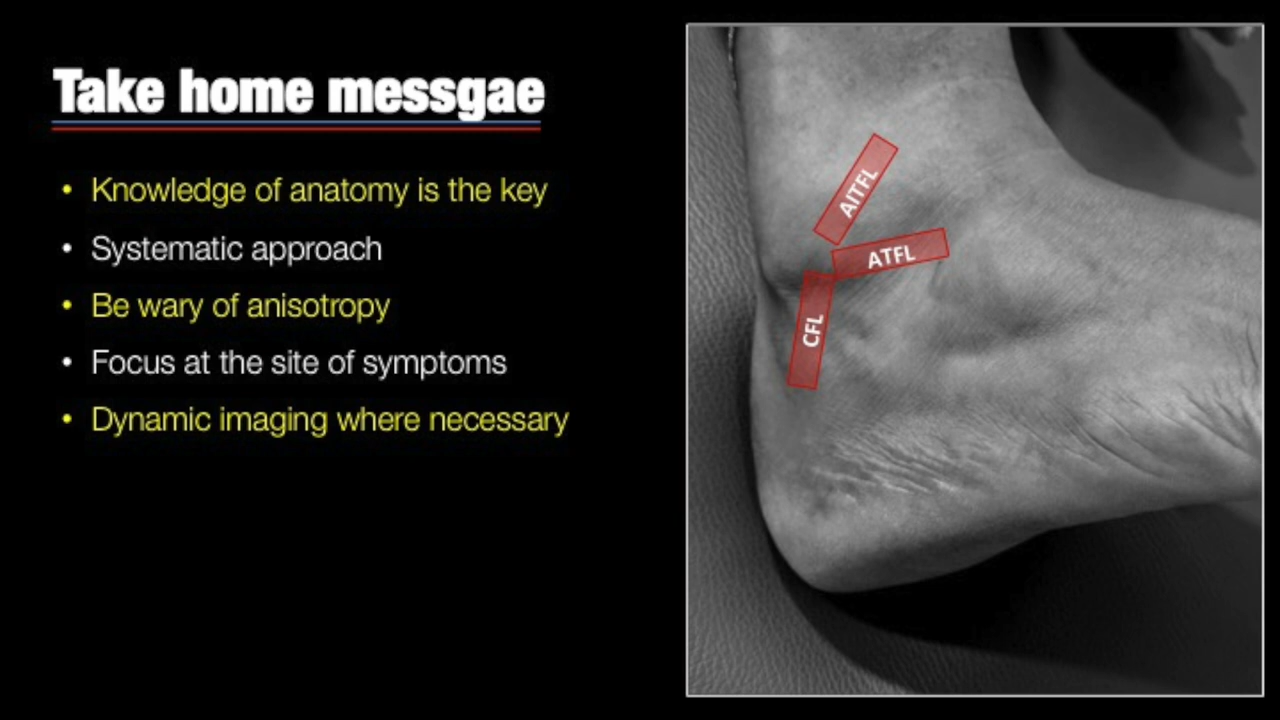 Take home messgae
• Knowledge of anatomy is the key
• Systematic approach
• Be wary of anisotropy
• Focus at the site of symptoms
• Dynamic imaging where necessary
AITFL
ATFL
CFL